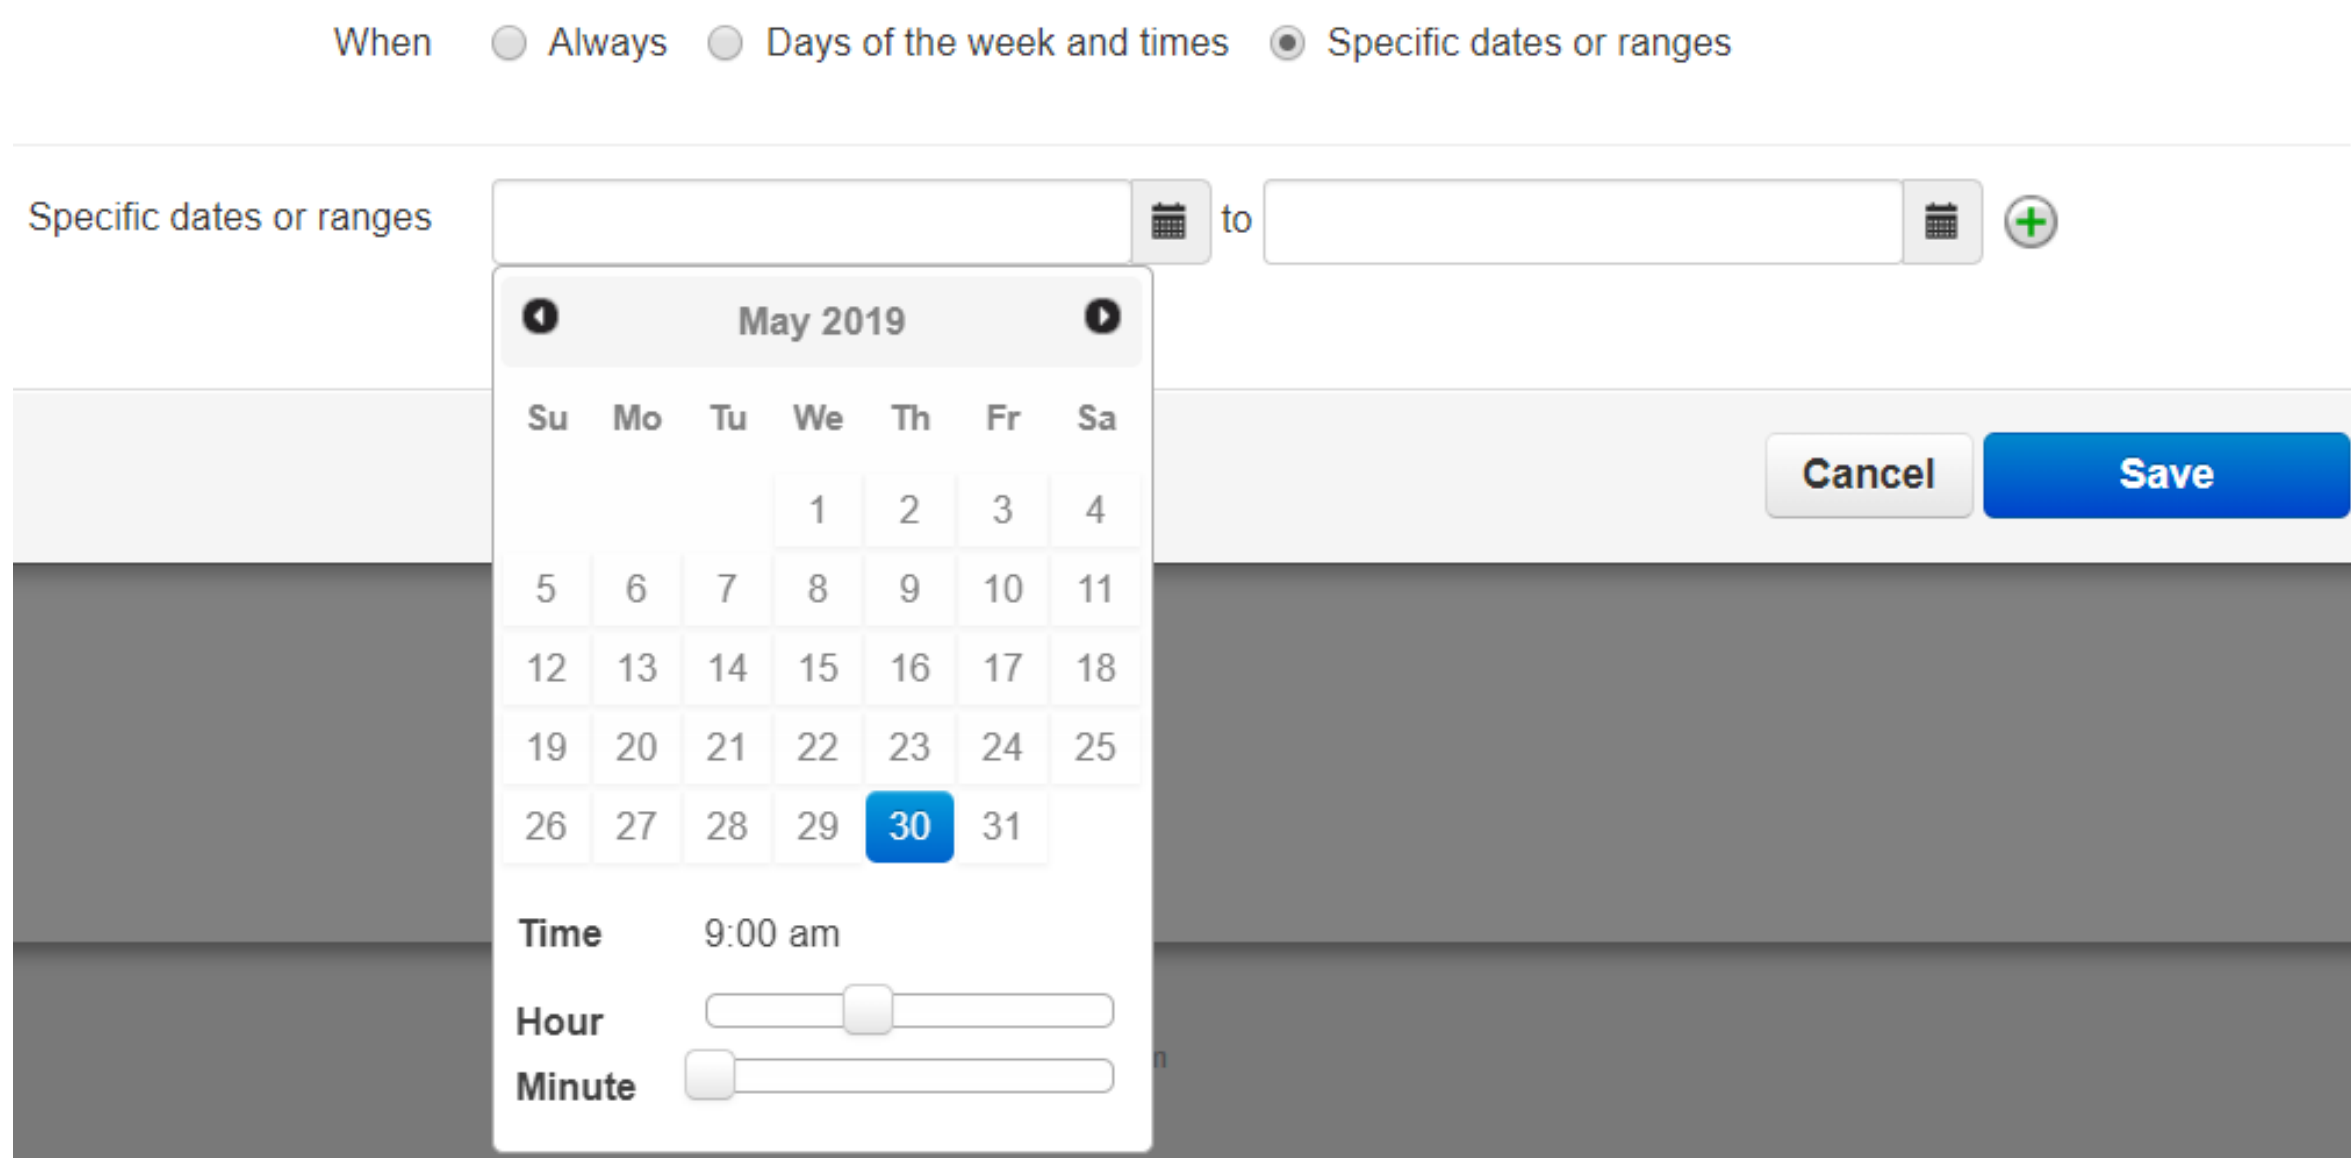 When Always Days of the week and times Specific dates or ranges
Specific dates or ranges to
May 2019
Su Mo Tu We Th Fr Sa
1 2 3 4
5 6 7 8 9 10 11
12 13 14 15 16 17 18
19 20 21 22 23 24 25
26 27 28 29 30 31
Time 9:00 am
Hour
Minute
Cancel Save